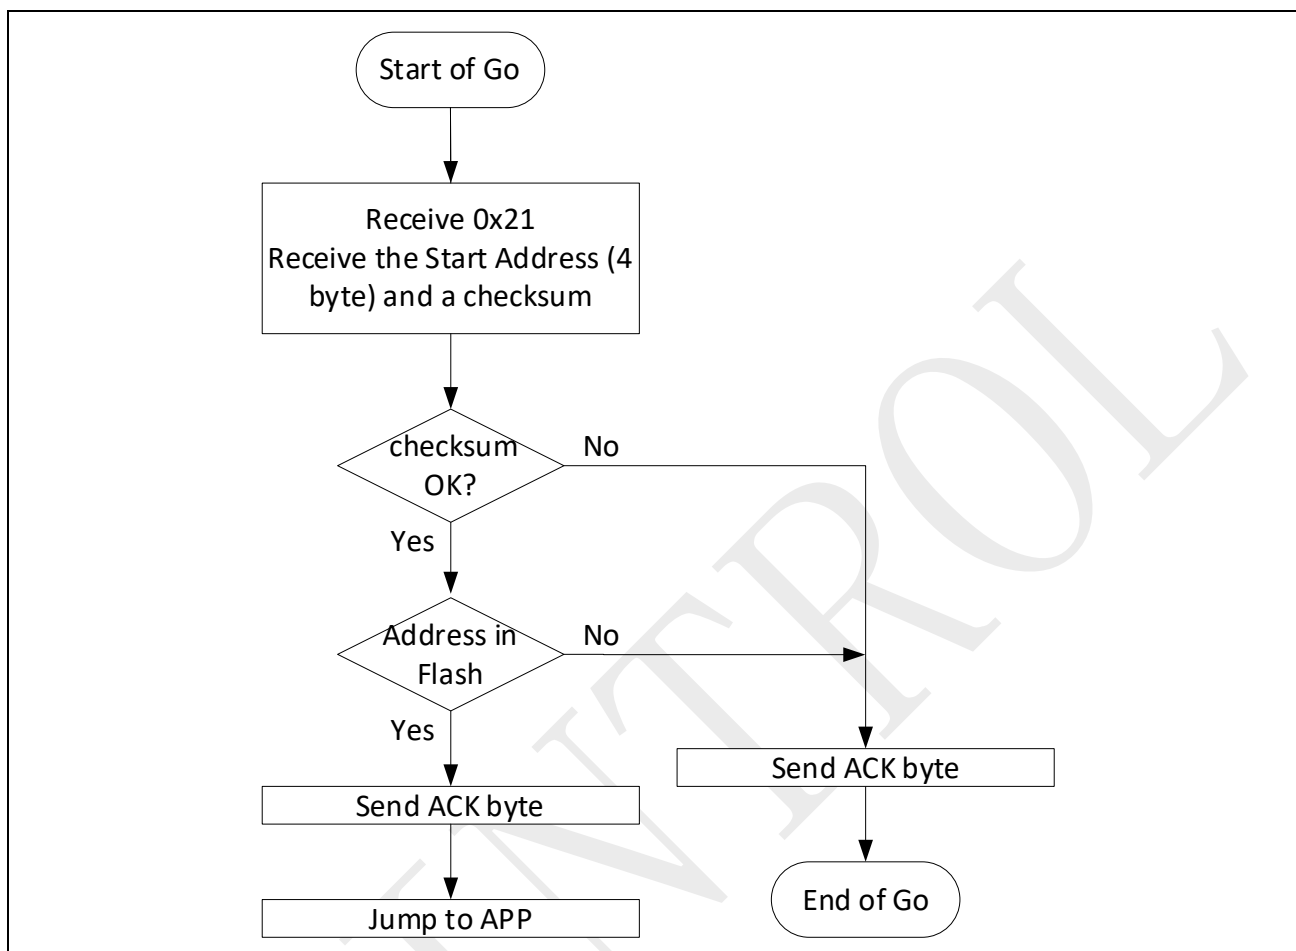 Start of Go
Receive 0x21
Receive the Start Address (4
byte) and a checksum
checksum
OK?
No
Yes
Address in
Flash
No
Yes
Send ACK byte
Send ACK byte
Jump to APP
End of Go
NTROL